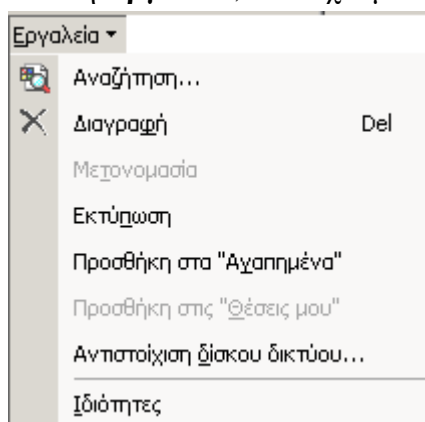 Εργαλεία
Αναζήτηση...
Διαγραφή Del
Μετονομασία
Εκτύπωση
Προσθήκη στα "Αγαπημένα"
Προσθήκη στις "Θέσεις μου"
Αντιστοίχιση δίσκου δικτύου...
Ιδιότητες